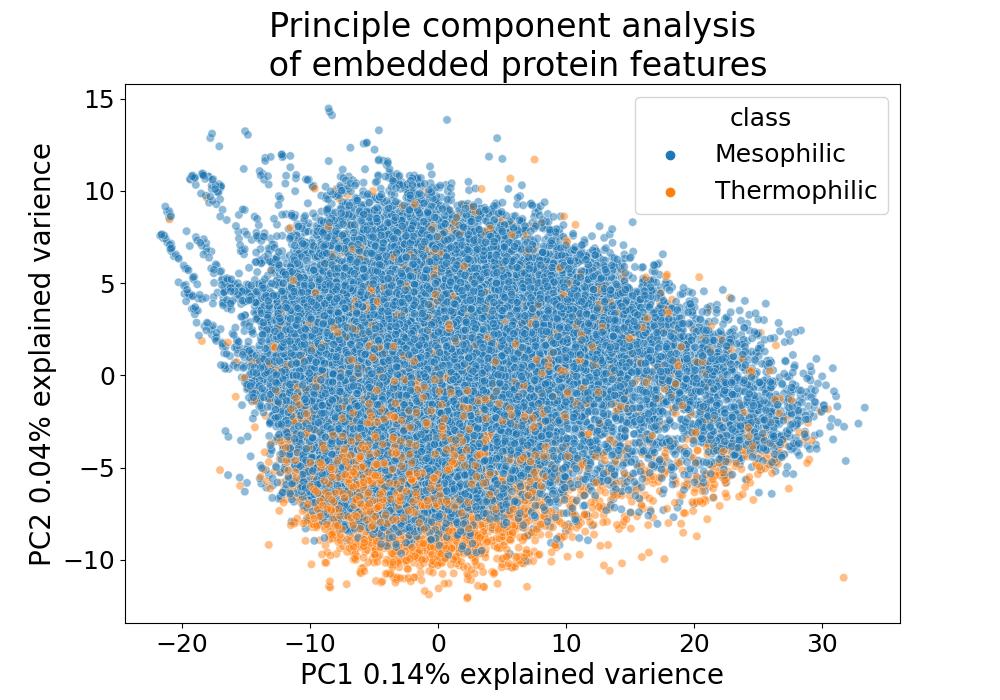 Principle component analysis
of embedded protein features
class
Mesophilic
Thermophilic
PC2 0.04% explained varience
15
10
5
0
−5
−10
−20
−10
0
10
20
30
PC1 0.14% explained varience